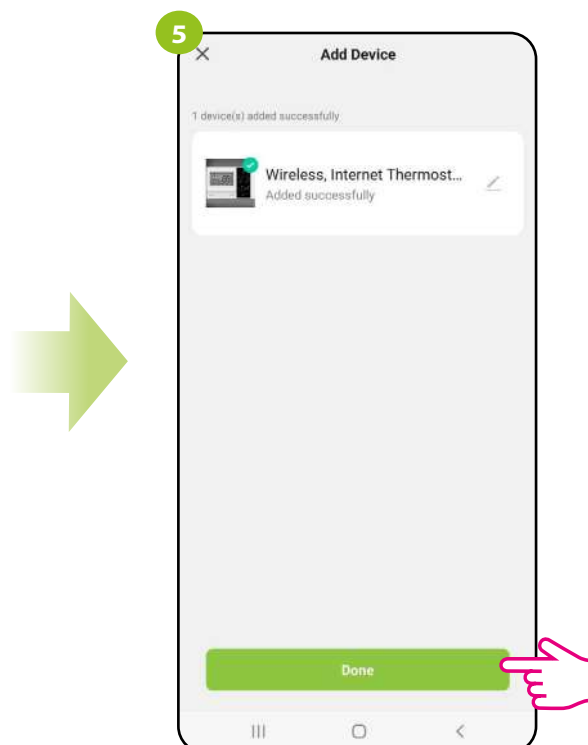 5
Add Device
1 device(s) added successfully
Wireless, Internet Thermost...
Added successfully
Done